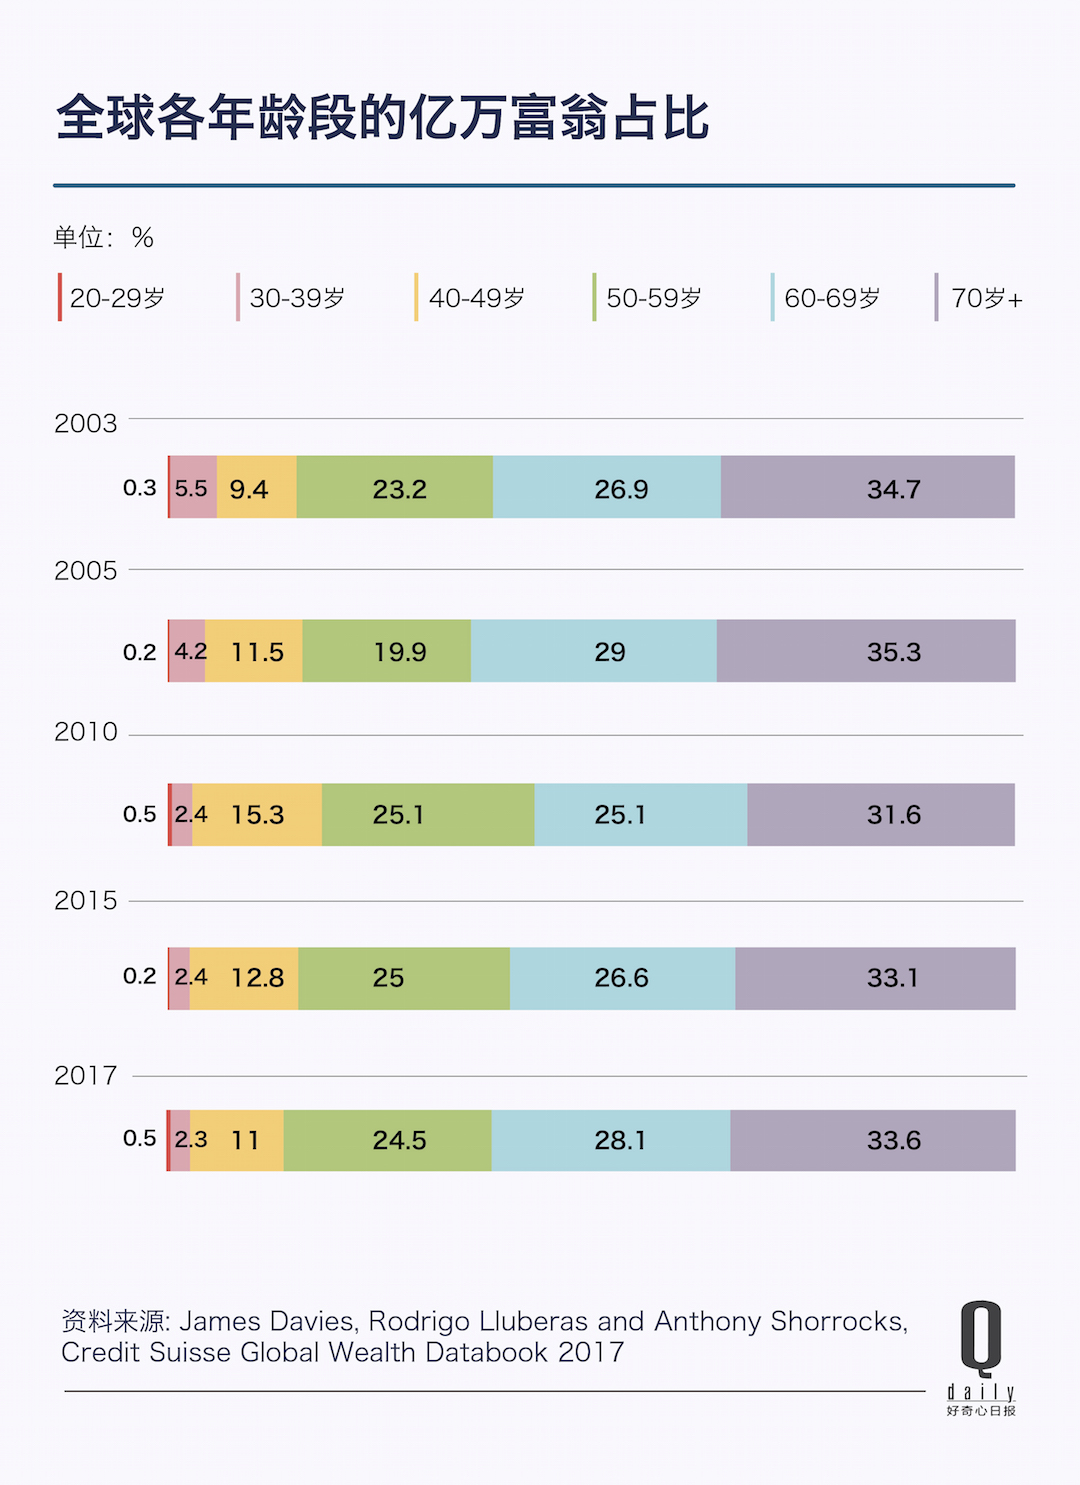 全球各年龄段的亿万富翁占比
单位：%
20-29岁 30-39岁 40-49岁 50-59岁 60-69岁 70岁+
2003
0.3 5.5 9.4 23.2 26.9 34.7
2005
0.2 4.2 11.5 19.9 29 35.3
2010
0.5 2.4 15.3 25.1 25.1 31.6
2015
0.2 2.4 12.8 25 26.6 33.1
2017
0.5 2.3 11 24.5 28.1 33.6
资料来源: James Davies, Rodrigo Lluberas and Anthony Shorrocks,
Credit Suisse Global Wealth Databook 2017
Q
daily
好奇心日报